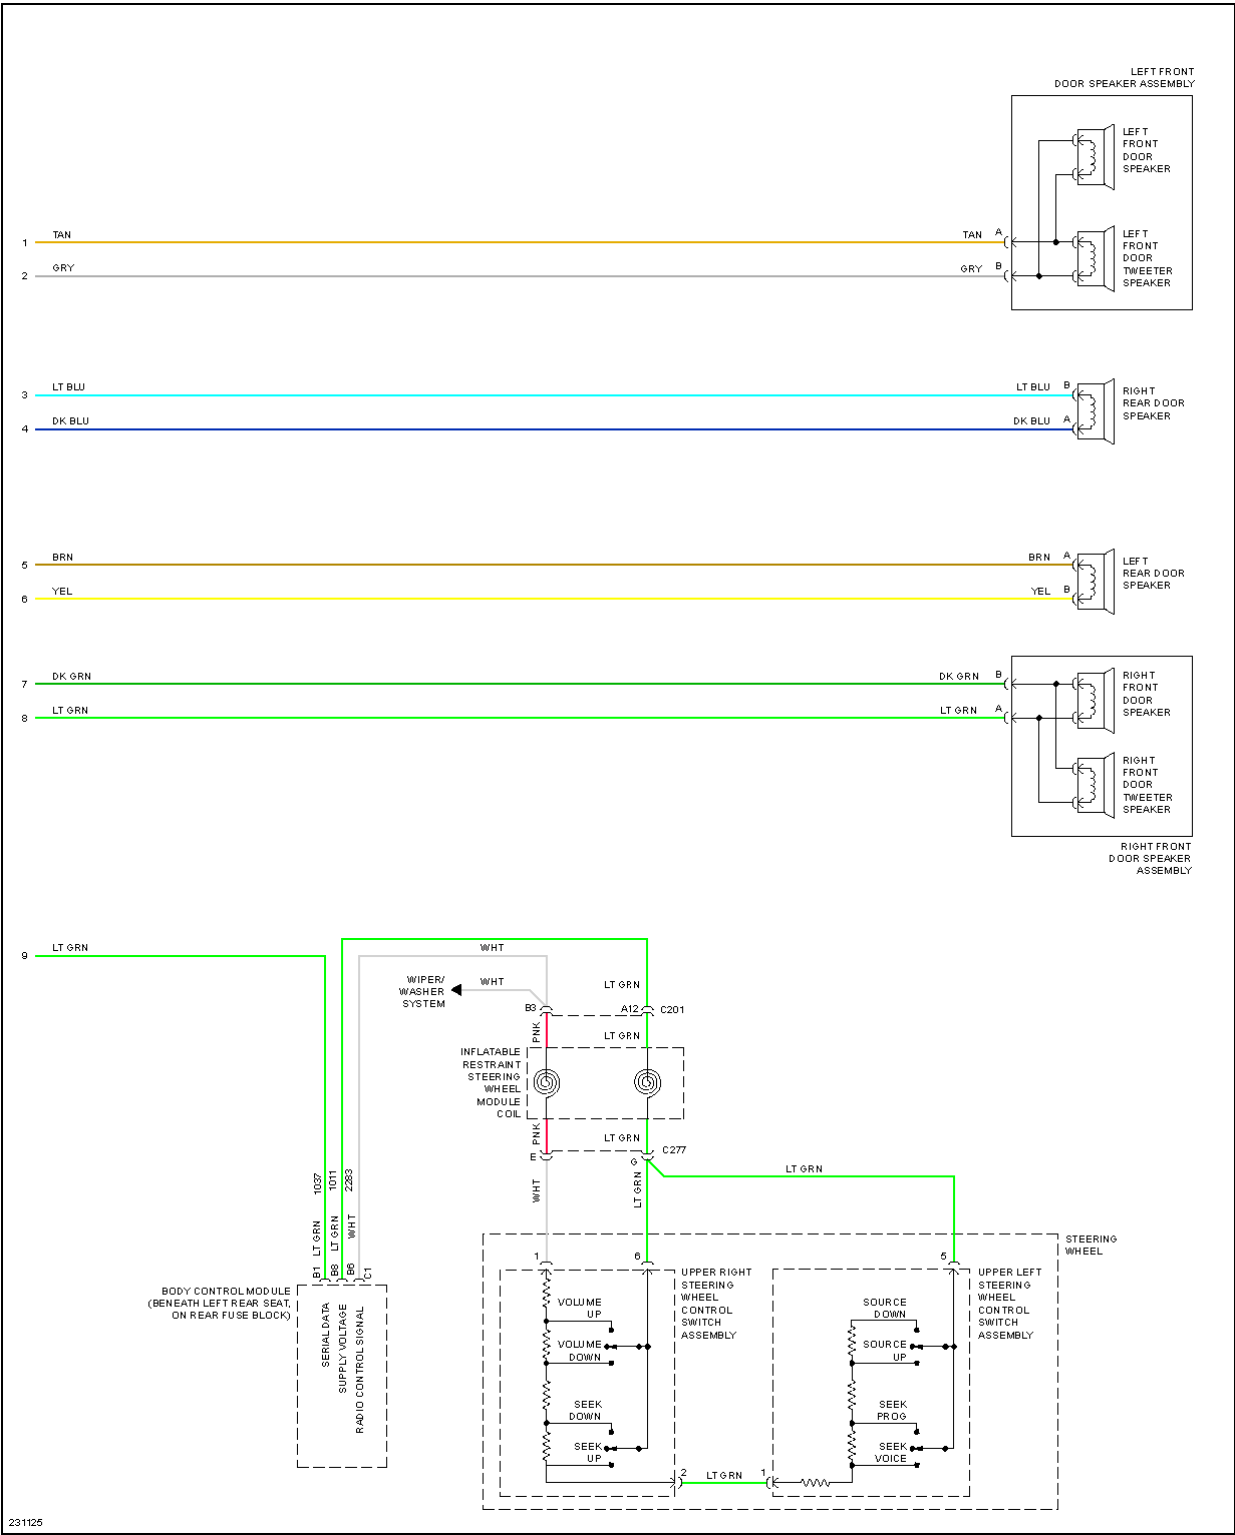 LEFT FRONT
DOOR SPEAKER ASSEMBLY
LEFT
FRONT
DOOR
SPEAKER
1 TAN TAN A
2 GRY GRY B
LEFT
FRONT
DOOR
TWEETER
SPEAKER
3 LT BLU LT BLU B
4 DK BLU DK BLU A
RIGHT
REAR DOOR
SPEAKER
5 BRN BRN A
6 YEL YEL B
LEFT
REAR DOOR
SPEAKER
7 DK GRN DK GRN B
8 LT GRN LT GRN A
RIGHT
FRONT
DOOR
SPEAKER
RIGHT
FRONT
DOOR
TWEETER
SPEAKER
RIGHT FRONT
DOOR SPEAKER
ASSEMBLY
9 LT GRN
WHT
WIPER/
WASHER
SYSTEM
WHT
LT GRN
B3 A12 C201
PNK LT GRN
INFLATABLE
RESTRAINT
STEERING
WHEEL
MODULE
COIL
PNK LT GRN
E G C277
WHT LT GRN
LT GRN
1037 1011 2283
LT GRN LT GRN WHT
B1 B8 B6 C1
BODY CONTROL MODULE
(BENEATH LEFT REAR SEAT,
ON REAR FUSE BLOCK)
SERIAL DATA
SUPPLY VOLTAGE
RADIO CONTROL SIGNAL
STEERING
WHEEL
1 6 5
UPPER RIGHT
STEERING
WHEEL
CONTROL
SWITCH
ASSEMBLY
VOLUME
UP
VOLUME
DOWN
SEEK
DOWN
SEEK
UP
UPPER LEFT
STEERING
WHEEL
CONTROL
SWITCH
ASSEMBLY
SOURCE
DOWN
SOURCE
UP
SEEK
PROG
SEEK
VOICE
2 LT GRN 1
231125